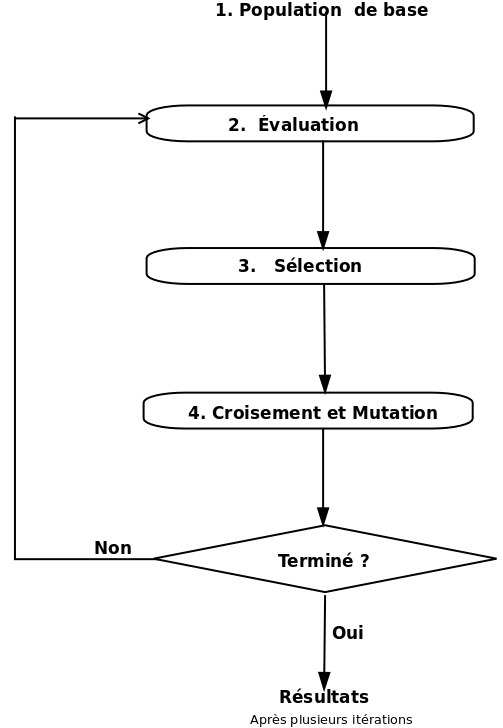 1. Population de base
2. Évaluation
3. Sélection
4. Croisement et Mutation
Terminé ?
Non
Oui
Résultats
Après plusieurs itérations